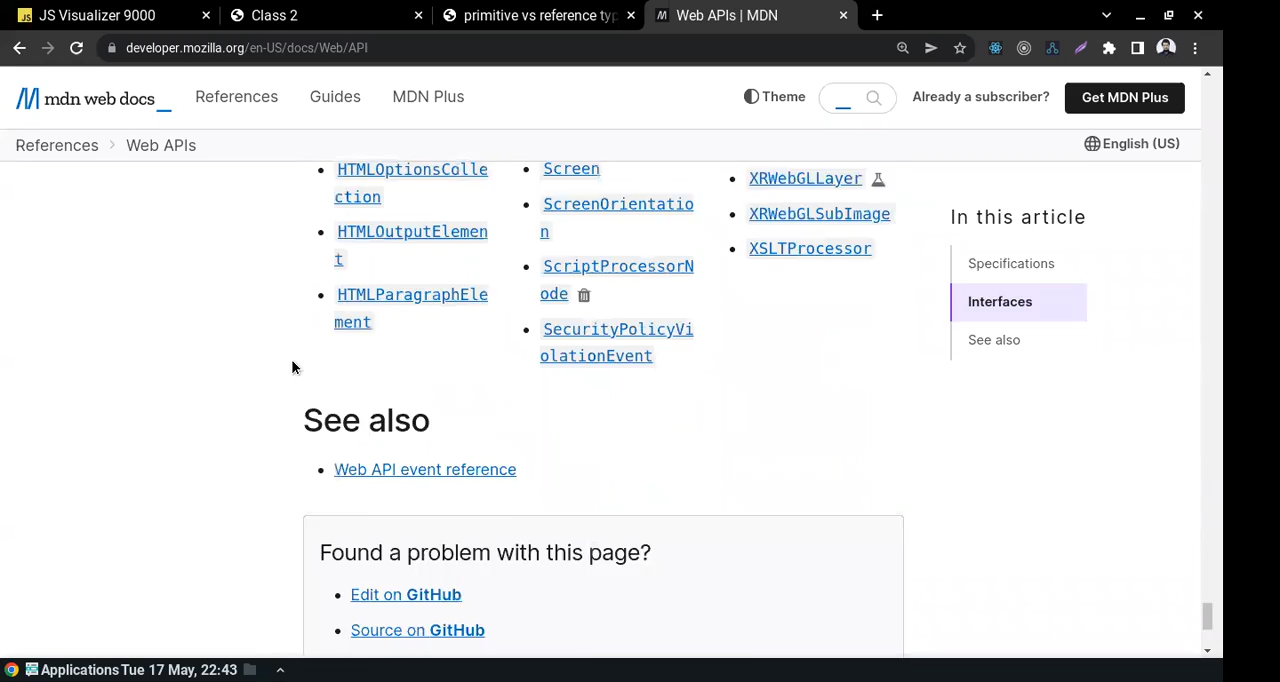 JS Visualizer 9000
Class 2
primitive vs reference typ
Web APIs | MDN
developer.mozilla.org/en-US/docs/Web/API
mdn web docs_
References
Guides
MDN Plus
Theme
Already a subscriber?
Get MDN Plus
References > Web APIs
English (US)
HTMLOptionsColle
ction
HTMLOutputElemen
t
HTMLParagraphEle
ment
Screen
ScreenOrientatio
n
ScriptProcessorN
ode
SecurityPolicyVi
olationEvent
XRWebGLLayer
XRWebGLSubImage
XSLTProcessor
In this article
Specifications
Interfaces
See also
See also
Web API event reference
Found a problem with this page?
Edit on GitHub
Source on GitHub
Applications Tue 17 May, 22:43